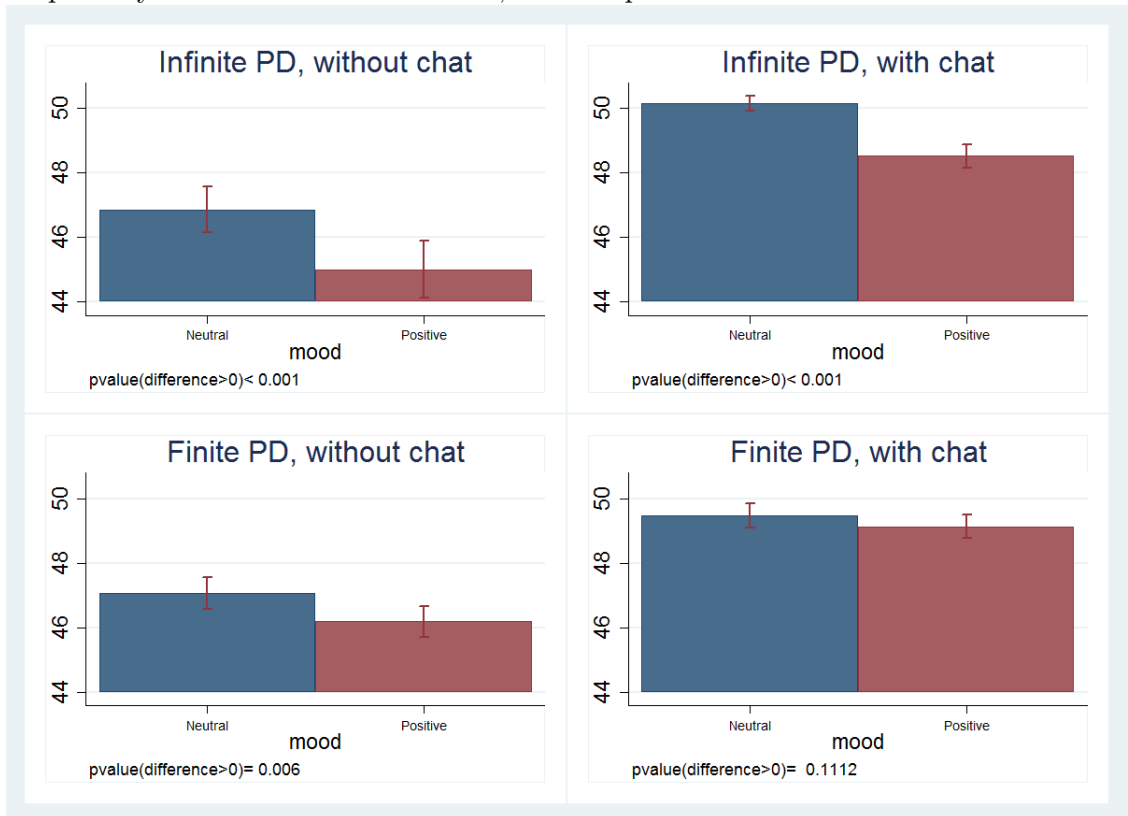 Infinite PD, without chat
50
48
46
44
Neutral Positive
mood
pvalue(difference>0)< 0.001
Infinite PD, with chat
50
48
46
44
Neutral Positive
mood
pvalue(difference>0)< 0.001
Finite PD, without chat
50
48
46
44
Neutral Positive
mood
pvalue(difference>0)= 0.006
Finite PD, with chat
50
48
46
44
Neutral Positive
mood
pvalue(difference>0)= 0.1112